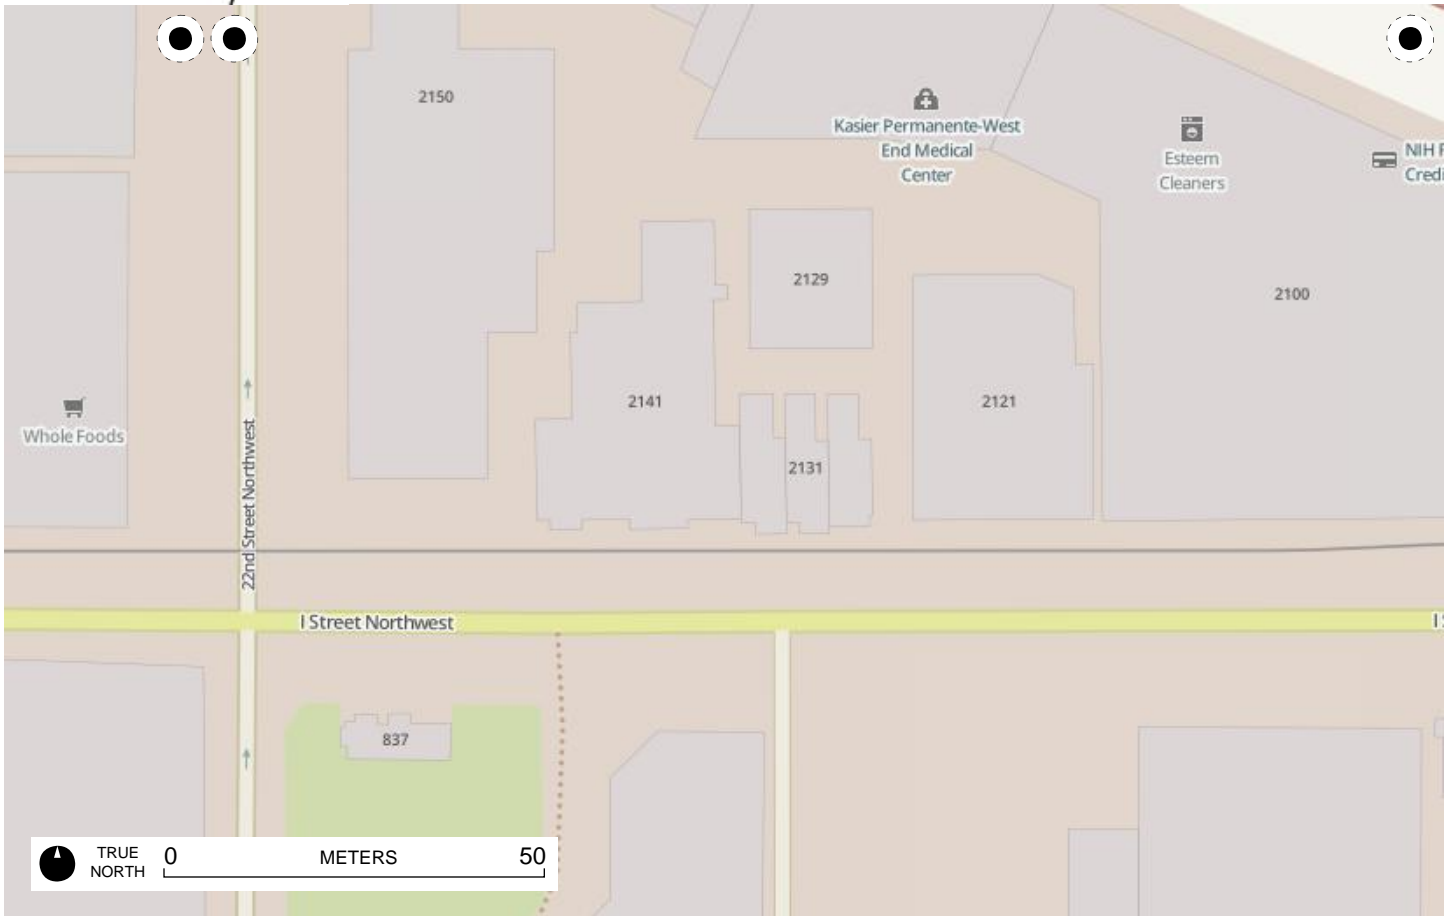 2150
Kasier Permanente-West
End Medical
Center
Esteem
Cleaners
NIH
Credi
2129
2100
2141
2121
Whole Foods
2131
22nd Street Northwest
I Street Northwest
I
837
TRUE
NORTH
0
METERS
50